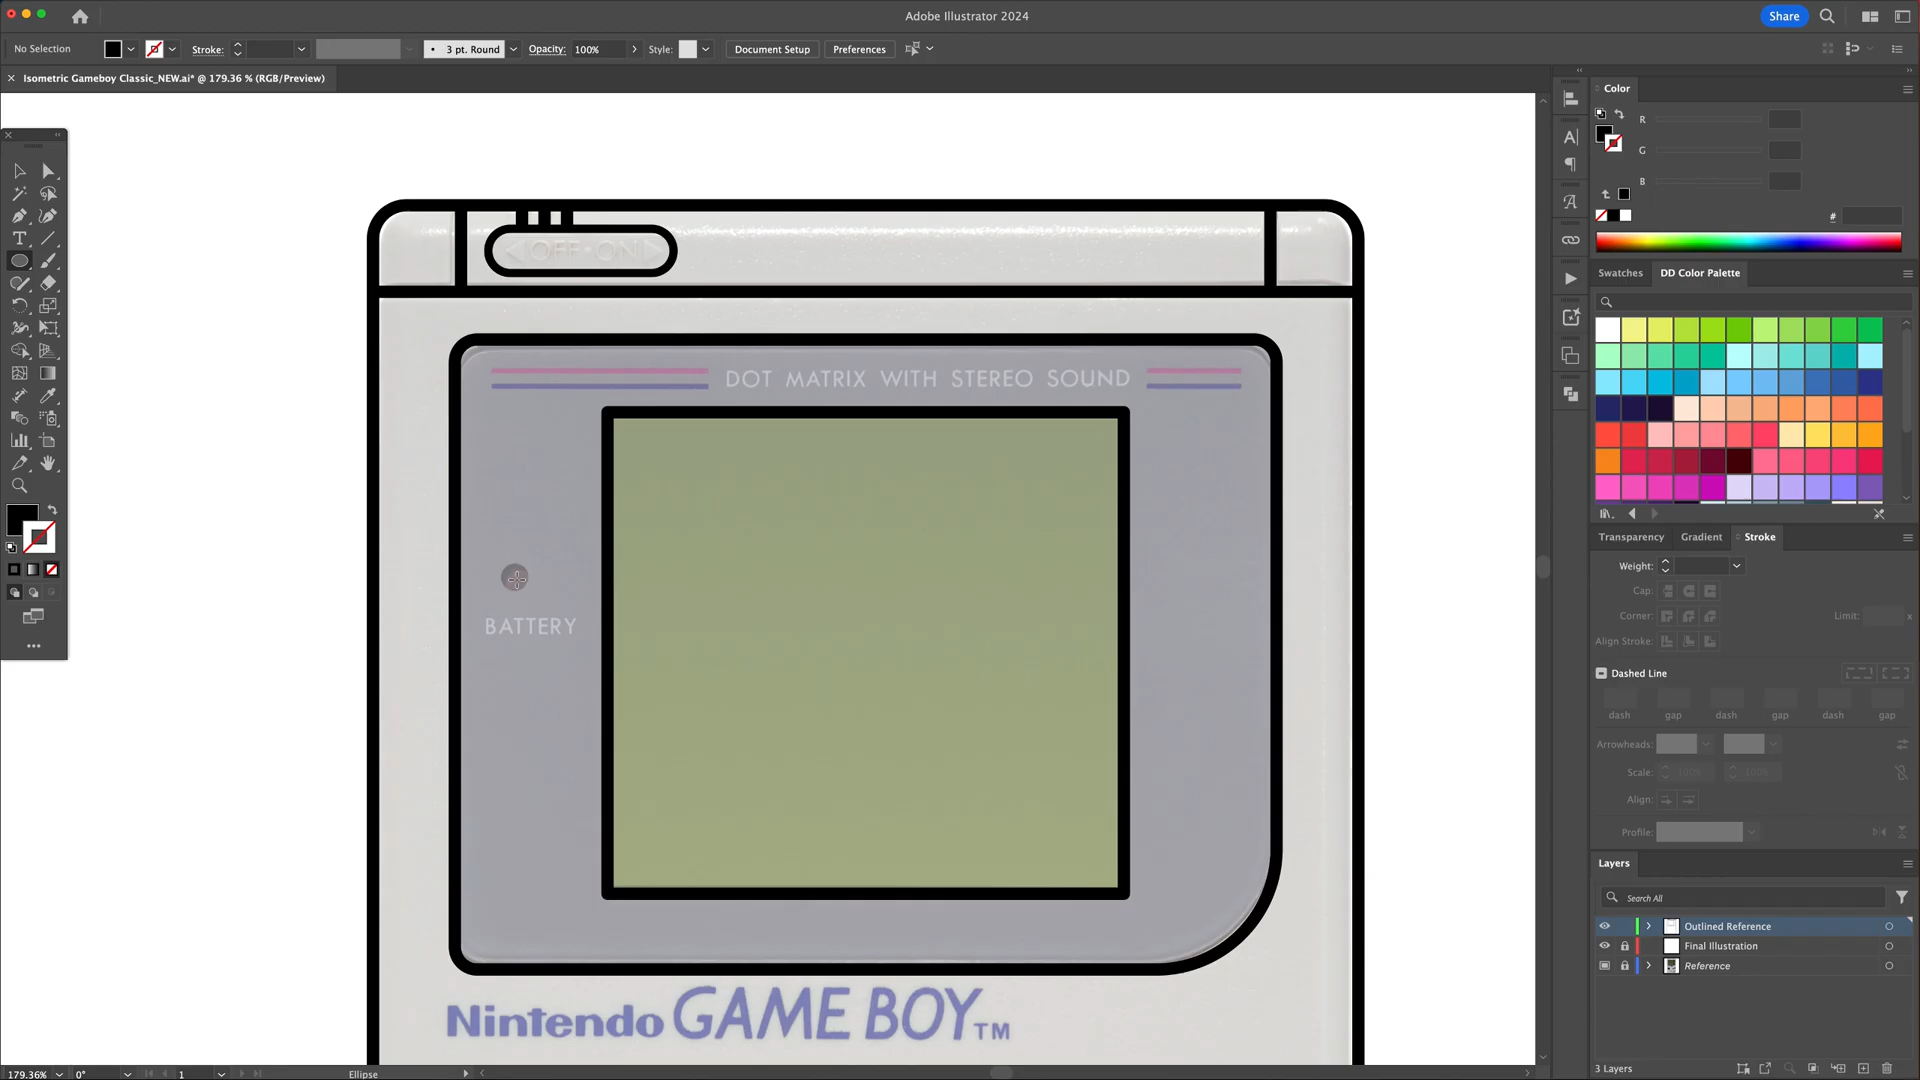 Adobe Illustrator 2024
Share
No Selection
Stroke:
3 pt. Round
Opacity:
100%
Style:
Document Setup
Preferences
Isometric Gameboy Classic_NEW.ai* @ 179.36 % (RGB/Preview)
OFF • ON
DOT MATRIX WITH STEREO SOUND
BATTERY
Nintendo GAME BOY TM
Color
R
G
B
#
Swatches
DD Color Palette
Transparency
Gradient
Stroke
Weight:
Cap:
Corner:
Limit:
x
Align Stroke:
Dashed Line
dash
gap
dash
gap
dash
gap
Arrowheads:
Scale:
100%
100%
Align:
Profile:
Layers
Search All
Outlined Reference
Final Illustration
Reference
3 Layers
179.36%
0°
1
Ellipse